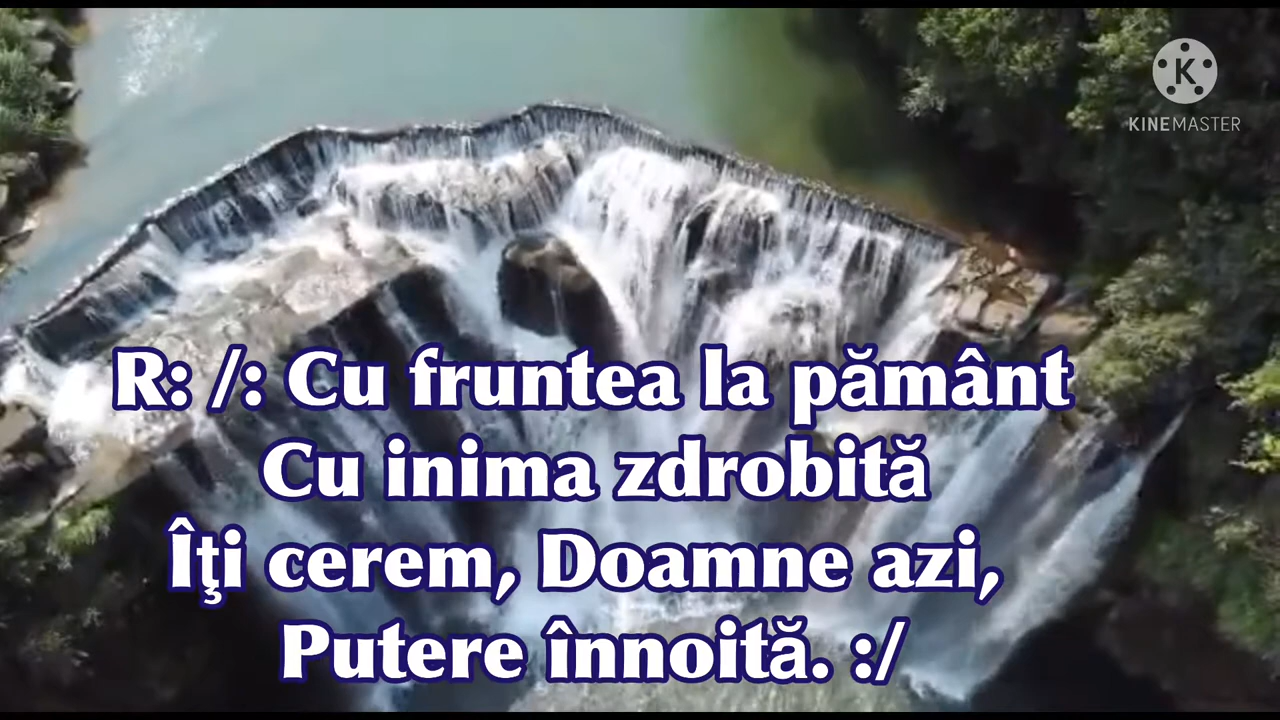 KINEMASTER
R: /: Cu fruntea la pământ
Cu inima zdrobită
Îţi cerem, Doamne azi,
Putere înnoită. :/